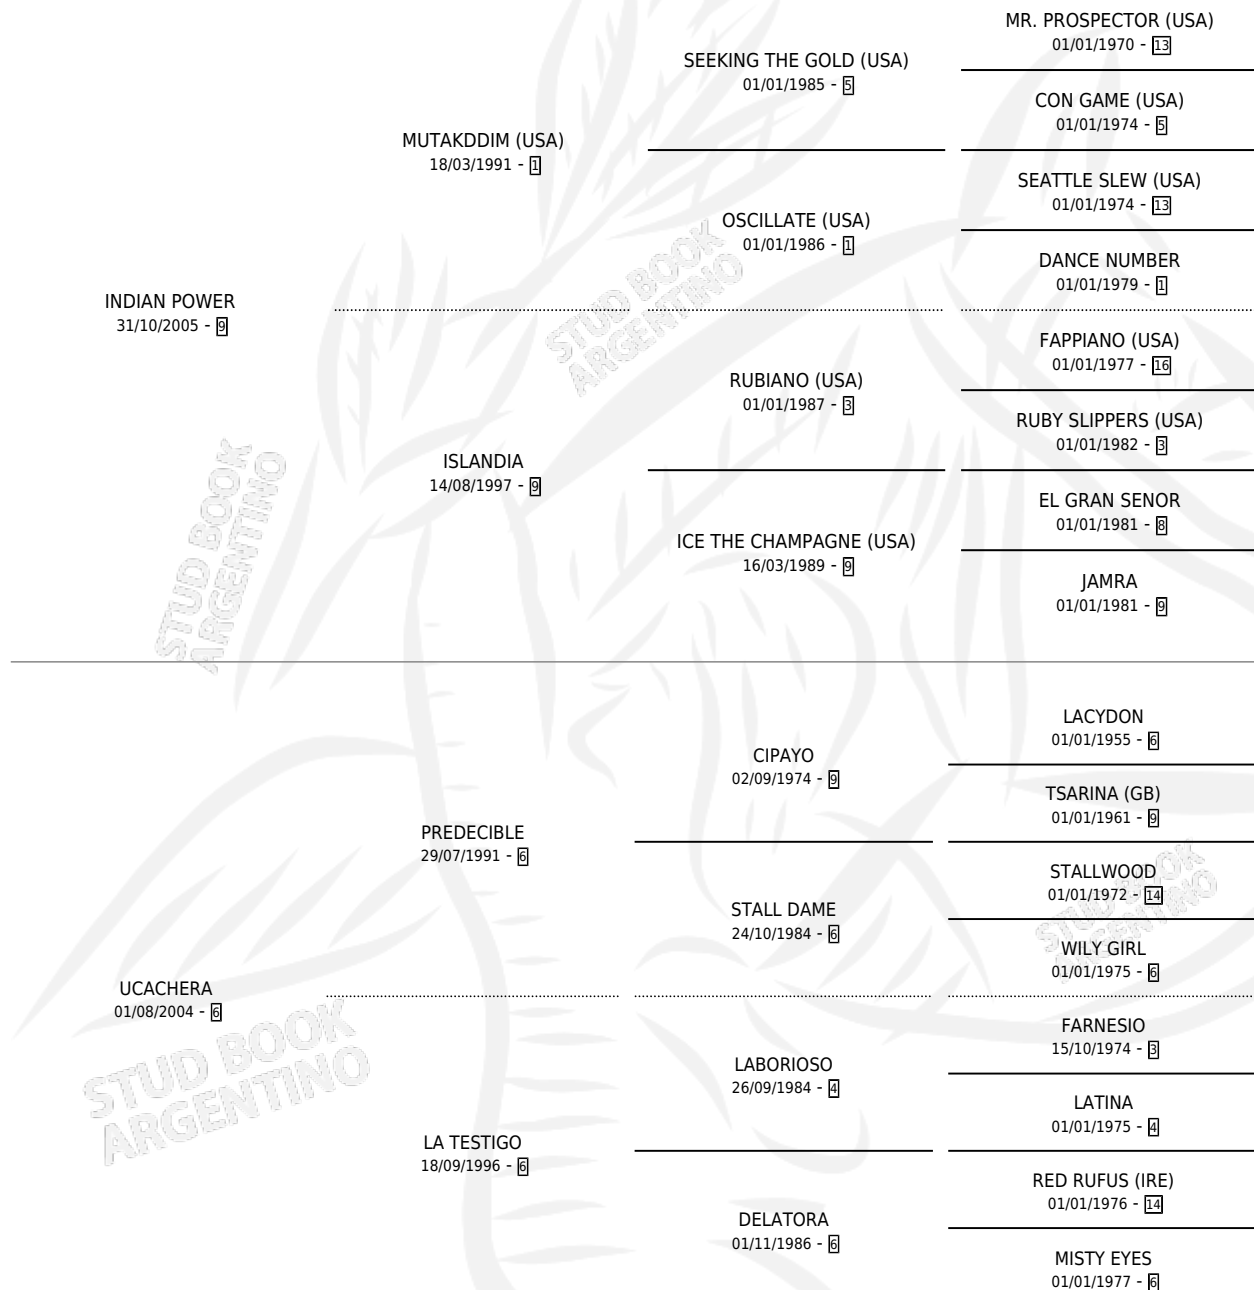 MR. PROSPECTOR (USA)
01/01/1970 - 13
SEEKING THE GOLD (USA)
01/01/1985 - 5
CON GAME (USA)
01/01/1974 - 5
MUTAKDDIM (USA)
18/03/1991 - 1
SEATTLE SLEW (USA)
01/01/1974 - 13
OSCILLATE (USA)
01/01/1986 - 1
DANCE NUMBER
01/01/1979 - 1
INDIAN POWER
31/10/2005 - 9
STUD BOOK
ARGENTINO
FAPPIANO (USA)
01/01/1977 - 16
RUBIANO (USA)
01/01/1987 - 3
RUBY SLIPPERS (USA)
01/01/1982 - 3
ISLANDIA
14/08/1997 - 9
EL GRAN SENOR
01/01/1981 - 8
ICE THE CHAMPAGNE (USA)
16/03/1989 - 9
JAMRA
01/01/1981 - 9
STUD BOOK
ARGENTINO
LACYDON
01/01/1955 - 6
CIPAYO
02/09/1974 - 9
TSARINA (GB)
01/01/1961 - 9
PREDECIBLE
29/07/1991 - 6
STALLWOOD
01/01/1972 - 14
STALL DAME
24/10/1984 - 6
WILY GIRL
01/01/1975 - 6
STUD BOOK
ARGENTINO
UCACHERA
01/08/2004 - 6
FARNESIO
15/10/1974 - 3
LABORIOSO
26/09/1984 - 4
LATINA
01/01/1975 - 4
STUD BOOK
ARGENTINO
LA TESTIGO
18/09/1996 - 6
RED RUFUS (IRE)
01/01/1976 - 14
DELATORA
01/11/1986 - 6
MISTY EYES
01/01/1977 - 6